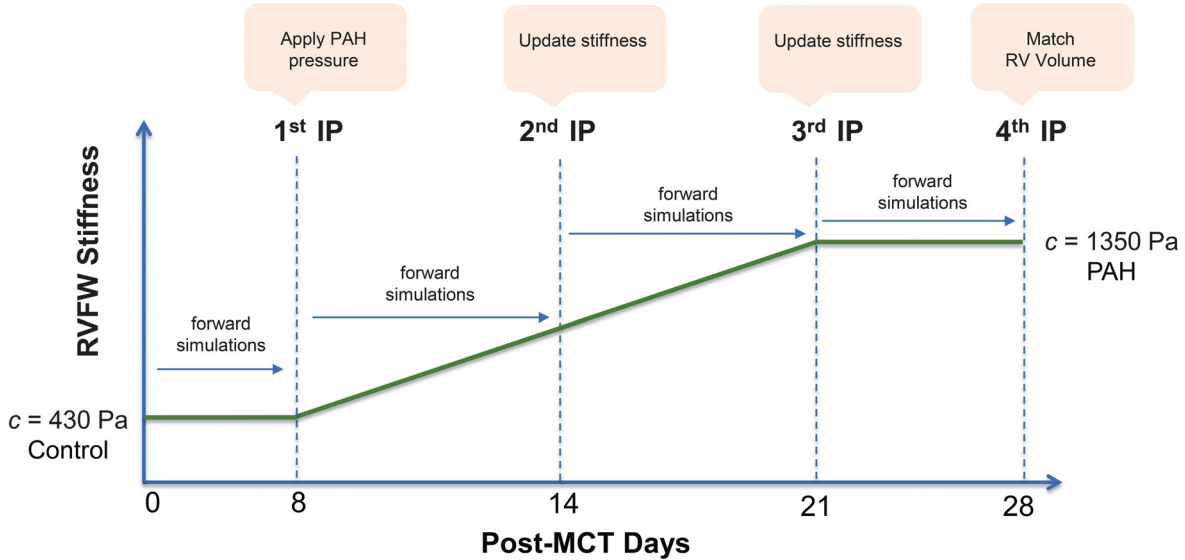 Apply PAH
pressure
Update stiffness
Update stiffness
Match
RV Volume
1st IP
2nd IP
3rd IP
4th IP
RVFW Stiffness
forward
simulations
forward
simulations
forward
simulations
forward
simulations
c = 430 Pa
Control
c = 1350 Pa
PAH
0
8
14
21
28
Post-MCT Days